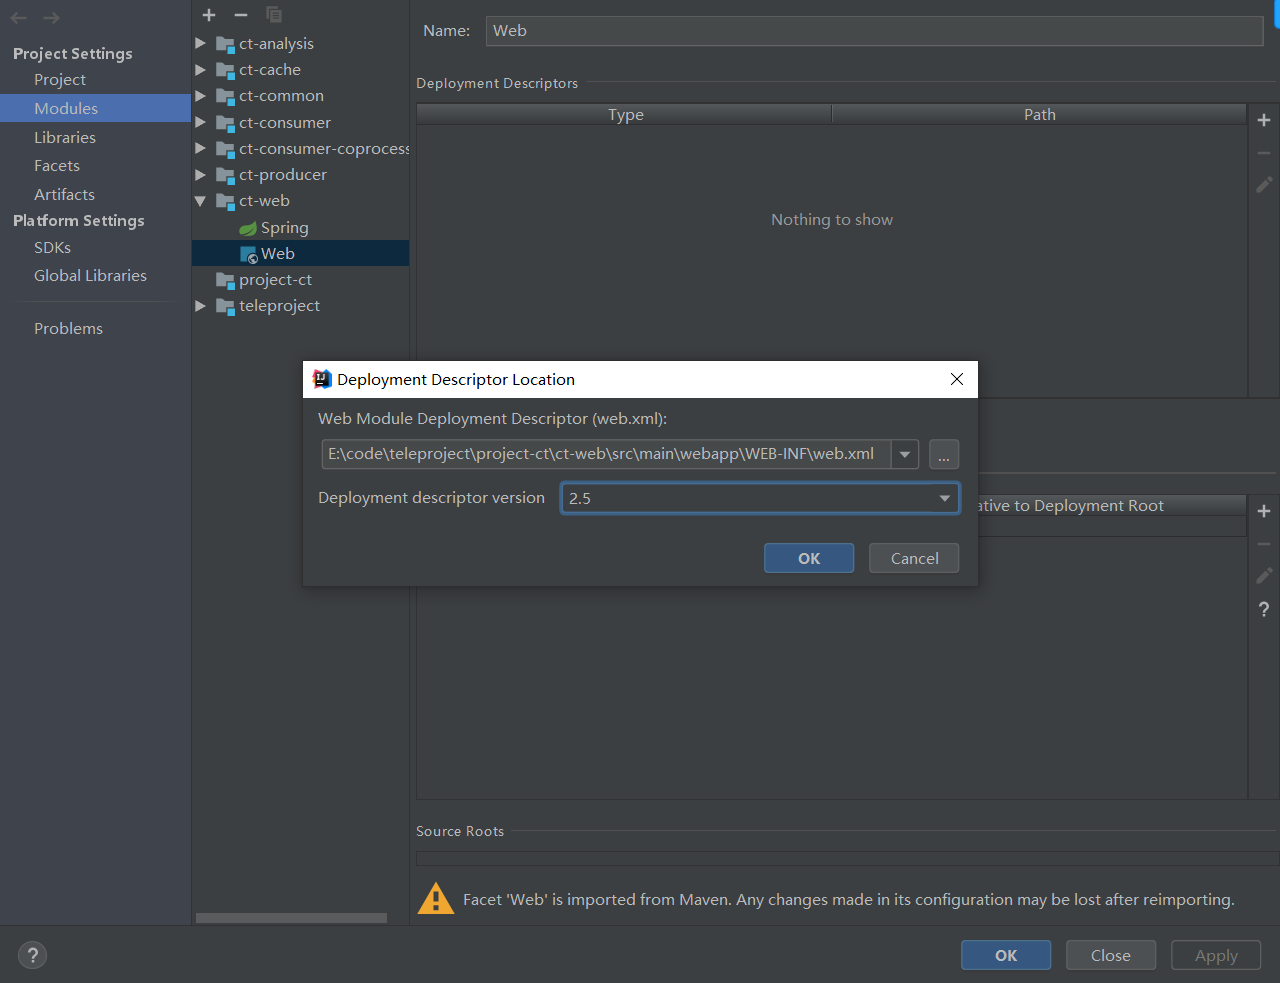 Project Settings
Project
Modules
Libraries
Facets
Artifacts
Platform Settings
SDKs
Global Libraries
Problems
ct-analysis
ct-cache
ct-common
ct-consumer
ct-consumer-coprocess
ct-producer
ct-web
Spring
Web
project-ct
teleproject
Name: Web
Deployment Descriptors
Type Path
Nothing to show
Deployment Descriptor Location
Web Module Deployment Descriptor (web.xml):
E:\code\teleproject\project-ct\ct-web\src\main\webapp\WEB-INF\web.xml ...
Deployment descriptor version 2.5
OK Cancel
ative to Deployment Root
?
Source Roots
Facet 'Web' is imported from Maven. Any changes made in its configuration may be lost after reimporting.
? OK Close Apply